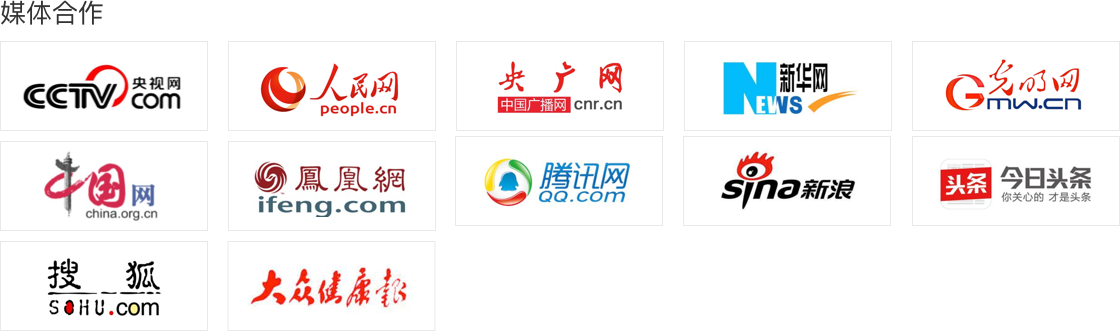 媒体合作
CCTV 央视网
com
人民网
people.cn
央广网
中国广播网 cnr.cn
NEWS 新华网
光明网
GMW.CN
中国网
china.org.cn
鳳凰網
ifeng.com
腾讯网
QQ.com
sina新浪
头条 今日头条
你关心的 才是头条
搜狐
SOHU.com
大众健康报